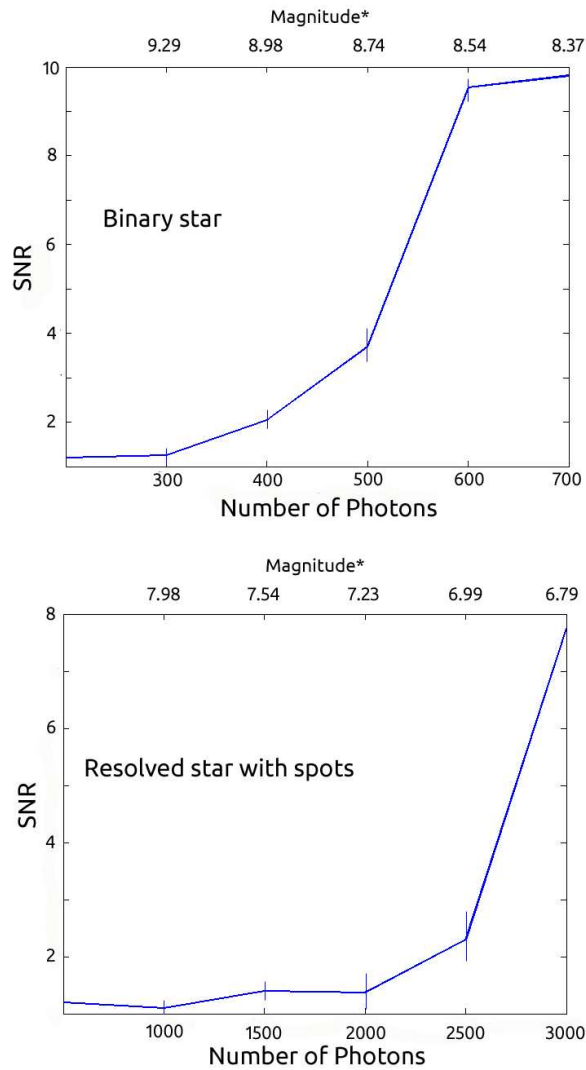 Magnitude*
9.29 8.98 8.74 8.54 8.37
10
8
Binary star
6
SNR
4
2
300 400 500 600 700
Number of Photons
Magnitude*
7.98 7.54 7.23 6.99 6.79
8
6
Resolved star with spots
SNR
4
2
1000 1500 2000 2500 3000
Number of Photons